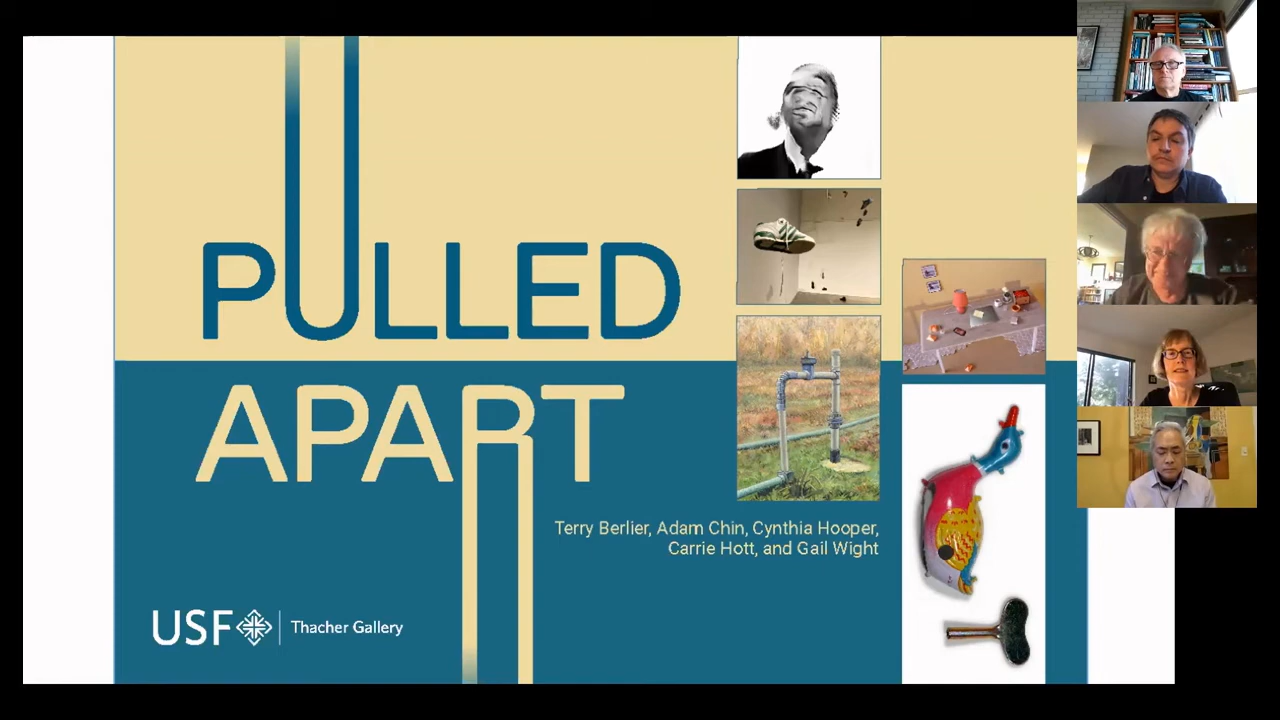 PULLED
APART
Terry Berlier, Adam Chin, Cynthia Hooper,
Carrie Hott, and Gail Wight
USF Thacher Gallery